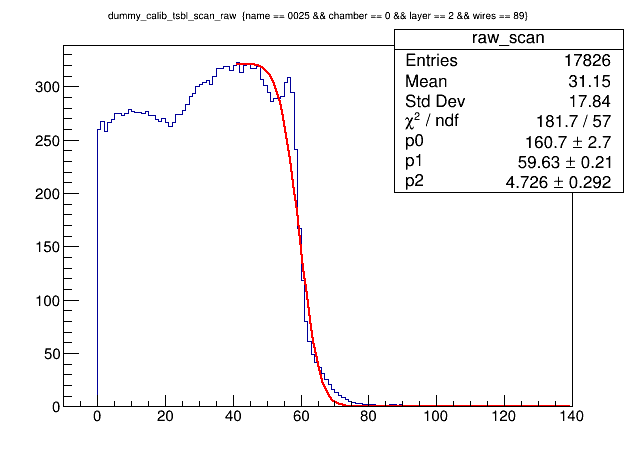 dummy_calib_tsbl_scan_raw {name == 0025 && chamber == 0 && layer == 2 && wires == 89}
raw_scan
Entries 17826
Mean 31.15
Std Dev 17.84
χ² / ndf 181.7 / 57
p0 160.7 ± 2.7
p1 59.63 ± 0.21
p2 4.726 ± 0.292
300
250
200
150
100
50
0
0 20 40 60 80 100 120 140